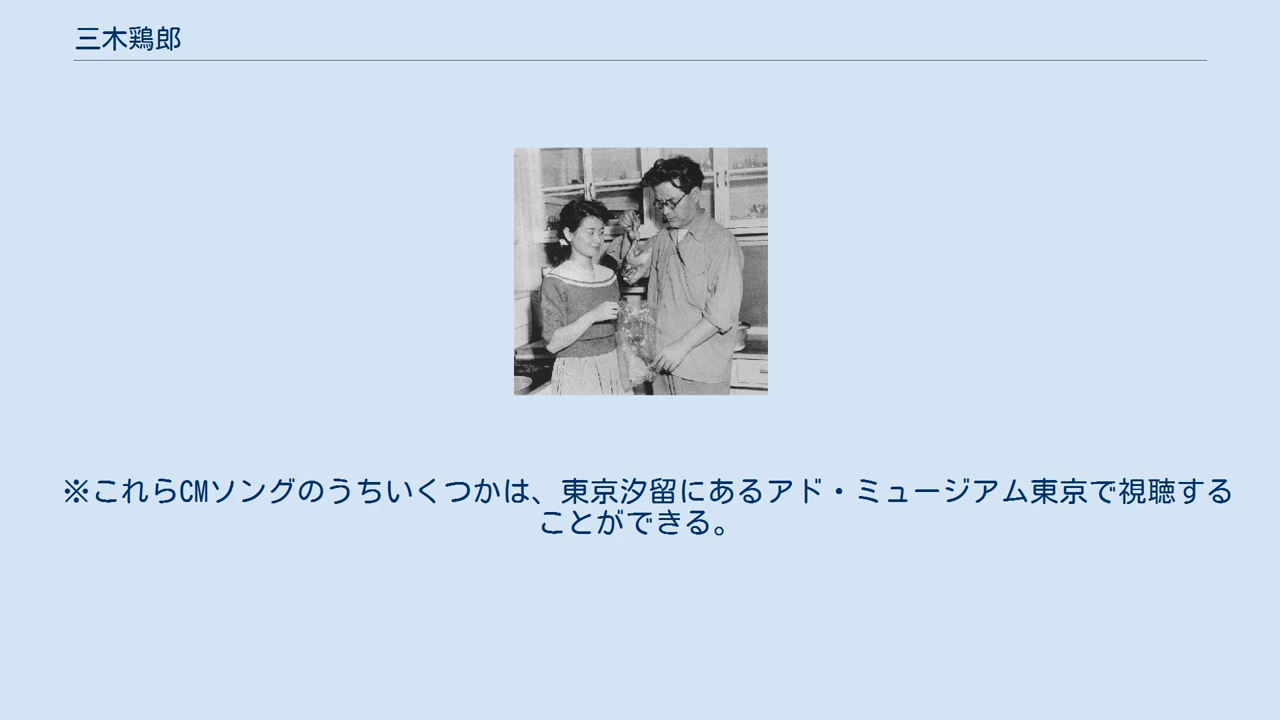 三木鶏郎
※これらCMソングのうちいくつかは、東京汐留にあるアド・ミュージアム東京で視聴する
ことができる。